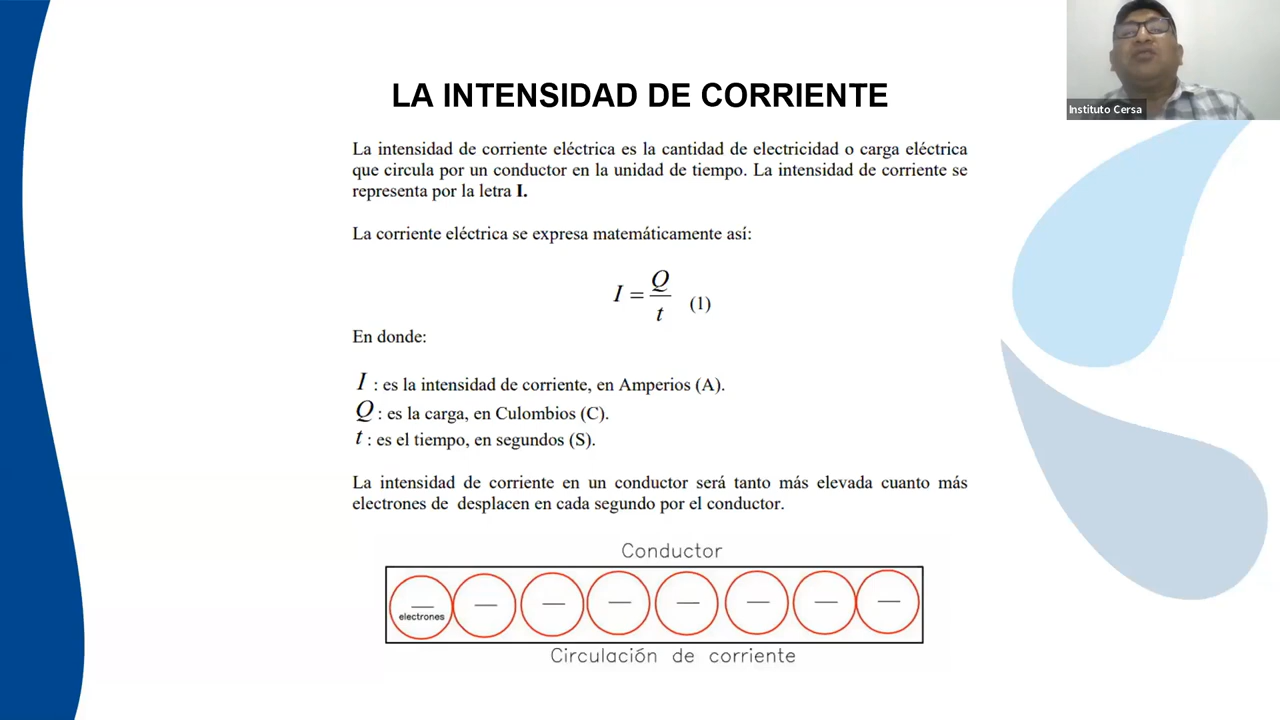 Instituto Cersa
LA INTENSIDAD DE CORRIENTE
La intensidad de corriente eléctrica es la cantidad de electricidad o carga eléctrica
que circula por un conductor en la unidad de tiempo. La intensidad de corriente se
representa por la letra I.
La corriente eléctrica se expresa matemáticamente así:
I = Q/t (1)
En donde:
I : es la intensidad de corriente, en Amperios (A).
Q : es la carga, en Culombios (C).
t : es el tiempo, en segundos (S).
La intensidad de corriente en un conductor será tanto más elevada cuanto más
electrones de desplacen en cada segundo por el conductor.
Conductor
electrones
Circulación de corriente